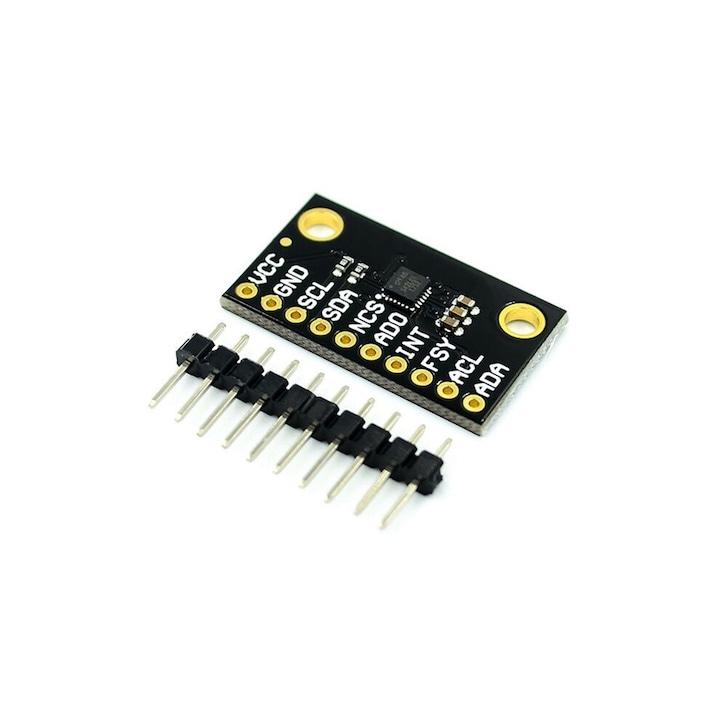 VCC
GND
SCL
SDA
NCS
ADO
INT
FSY
ACL
ADA